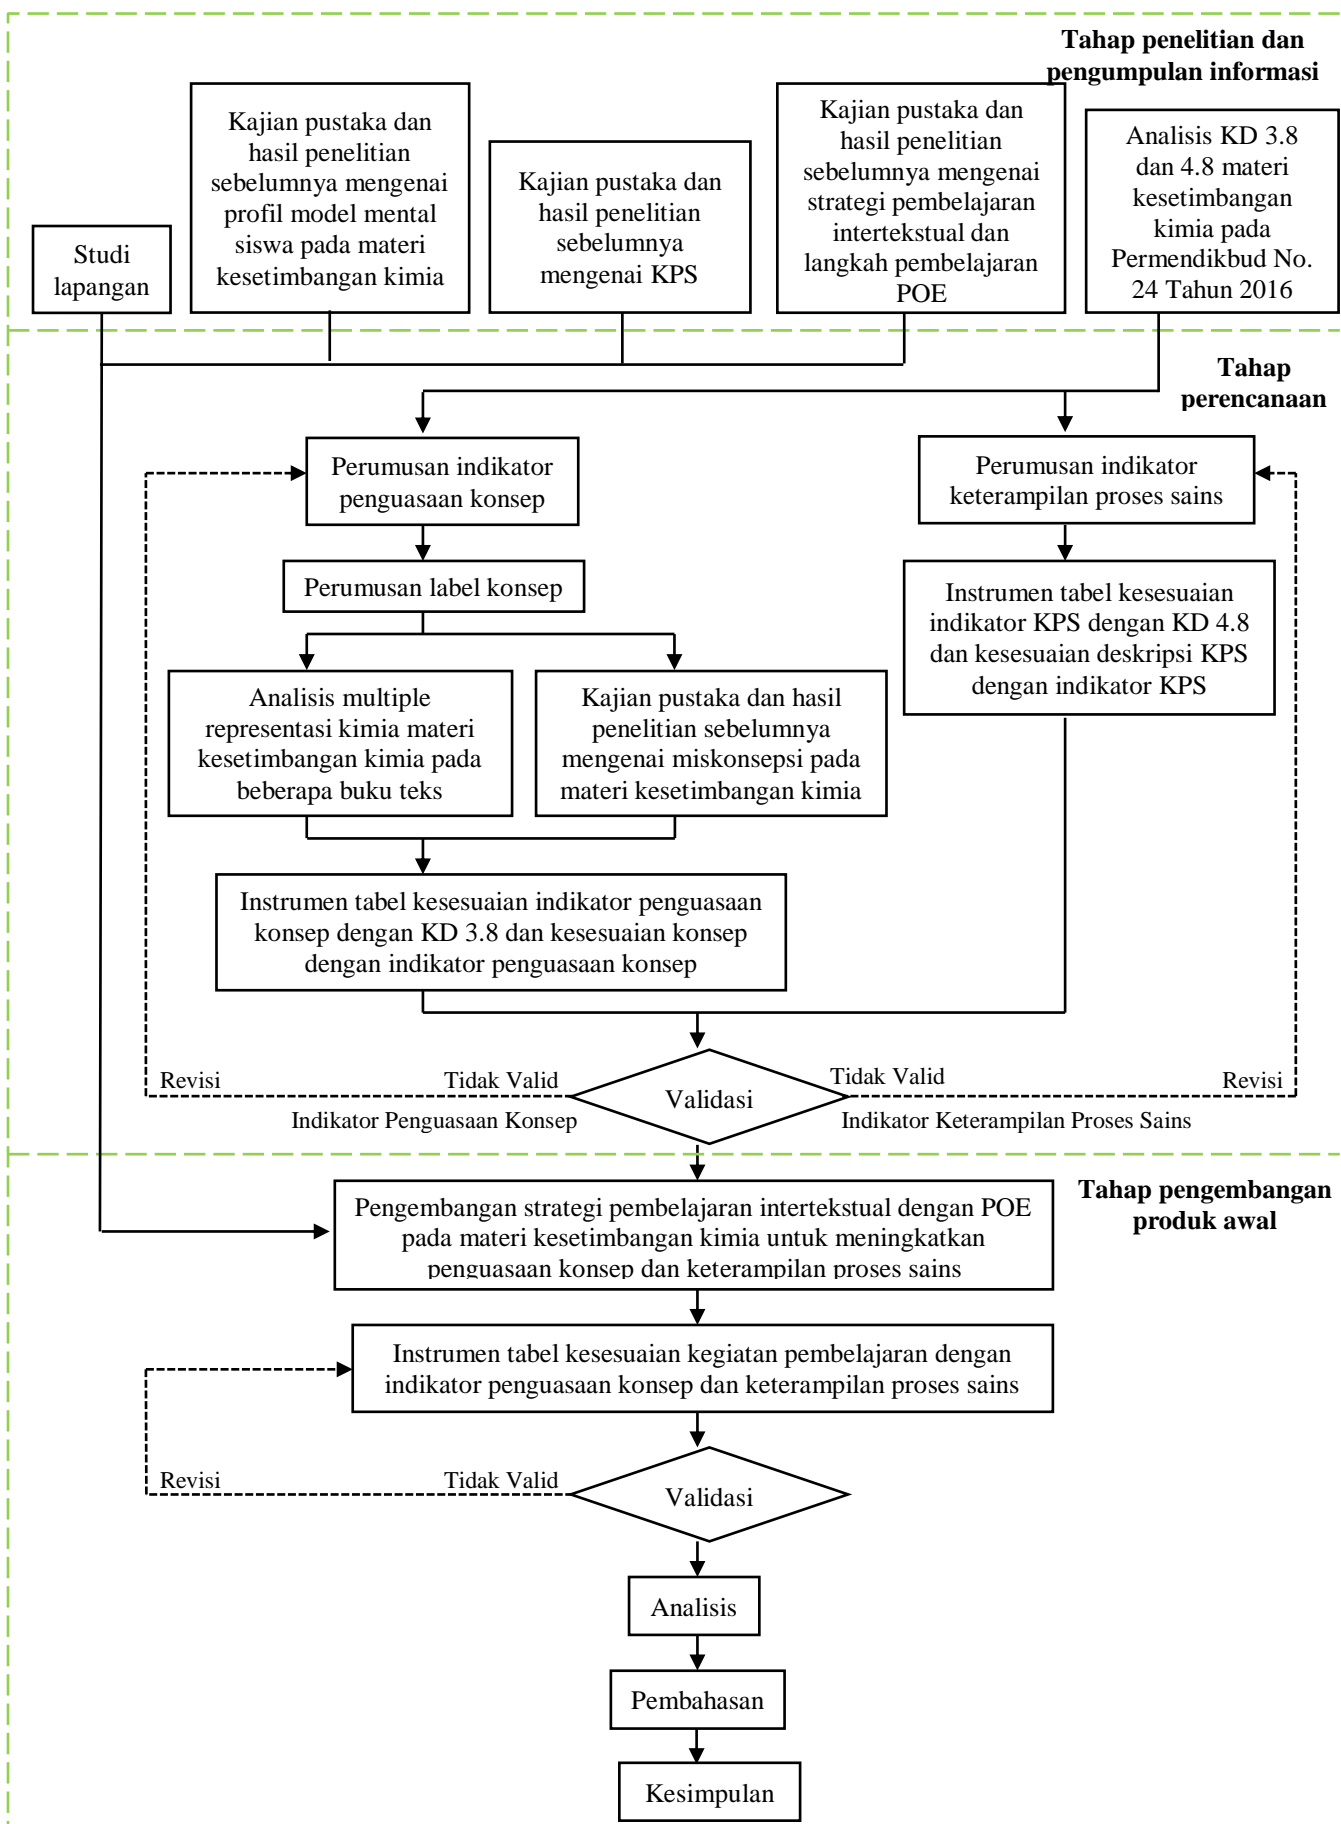 Tahap penelitian dan
pengumpulan informasi
Studi
lapangan
Kajian pustaka dan
hasil penelitian
sebelumnya mengenai
profil model mental
siswa pada materi
kesetimbangan kimia
Kajian pustaka dan
hasil penelitian
sebelumnya
mengenai KPS
Kajian pustaka dan
hasil penelitian
sebelumnya mengenai
strategi pembelajaran
intertekstual dan
langkah pembelajaran
POE
Analisis KD 3.8
dan 4.8 materi
kesetimbangan
kimia pada
Permendikbud No.
24 Tahun 2016
Tahap
perencanaan
Perumusan indikator
penguasaan konsep
Perumusan indikator
keterampilan proses sains
Perumusan label konsep
Instrumen tabel kesesuaian
indikator KPS dengan KD 4.8
dan kesesuaian deskripsi KPS
dengan indikator KPS
Analisis multiple
representasi kimia materi
kesetimbangan kimia pada
beberapa buku teks
Kajian pustaka dan hasil
penelitian sebelumnya
mengenai miskonsepsi pada
materi kesetimbangan kimia
Instrumen tabel kesesuaian indikator penguasaan
konsep dengan KD 3.8 dan kesesuaian konsep
dengan indikator penguasaan konsep
Revisi
Tidak Valid
Validasi
Tidak Valid
Revisi
Indikator Penguasaan Konsep
Indikator Keterampilan Proses Sains
Tahap pengembangan
produk awal
Pengembangan strategi pembelajaran intertekstual dengan POE
pada materi kesetimbangan kimia untuk meningkatkan
penguasaan konsep dan keterampilan proses sains
Instrumen tabel kesesuaian kegiatan pembelajaran dengan
indikator penguasaan konsep dan keterampilan proses sains
Revisi
Tidak Valid
Validasi
Analisis
Pembahasan
Kesimpulan